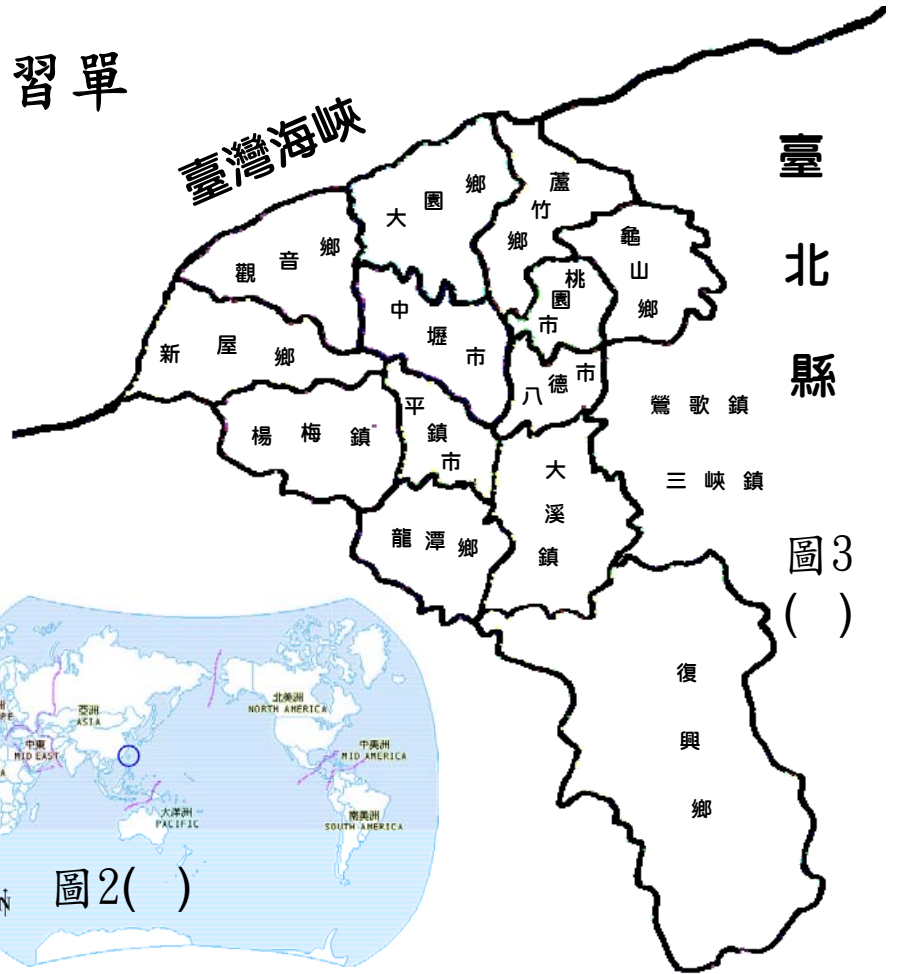 習單
臺灣海峽
臺北縣
大園鄉
蘆竹鄉
龜山鄉
觀音鄉
桃園市
中壢市
新屋鄉
八德市
鶯歌鎮
楊梅鎮
平鎮市
大溪鎮
三峽鎮
龍潭鄉
圖3
( )
復興鄉
亞洲
ASIA
北美洲
NORTH AMERICA
中東
MID EAST
中美洲
MID AMERICA
大洋洲
PACIFIC
南美洲
SOUTH AMERICA
N
圖2( )